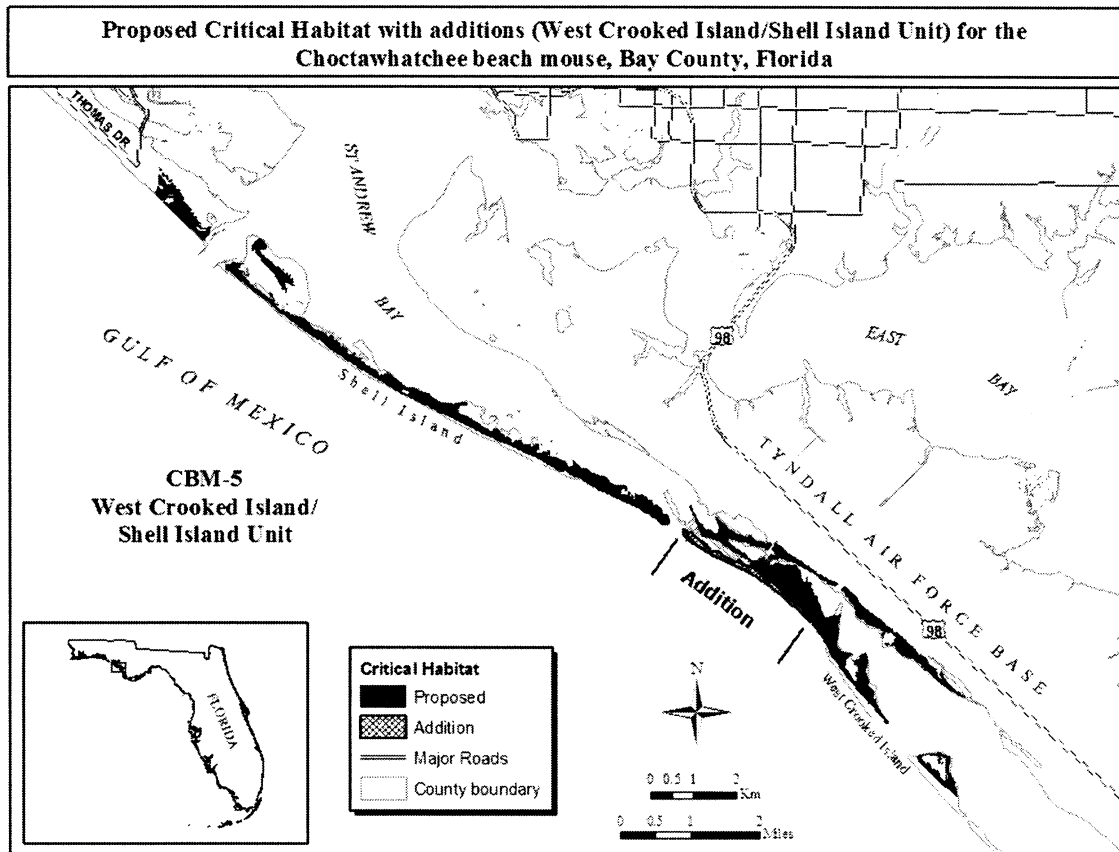 Proposed Critical Habitat with additions (West Crooked Island/Shell Island Unit) for the
Choctawhatchee beach mouse, Bay County, Florida
THOMAS DR
ST ANDREW
BAY
98
EAST
BAY
GULF OF MEXICO
Shell Island
TYNDALL AIR FORCE BASE
CBM-5
West Crooked Island/
Shell Island Unit
Addition
98
West Crooked Island
FLORIDA
Critical Habitat
Proposed
Addition
Major Roads
County boundary
N
0 0.5 1 2
Km
0 0.5 1 2
Miles